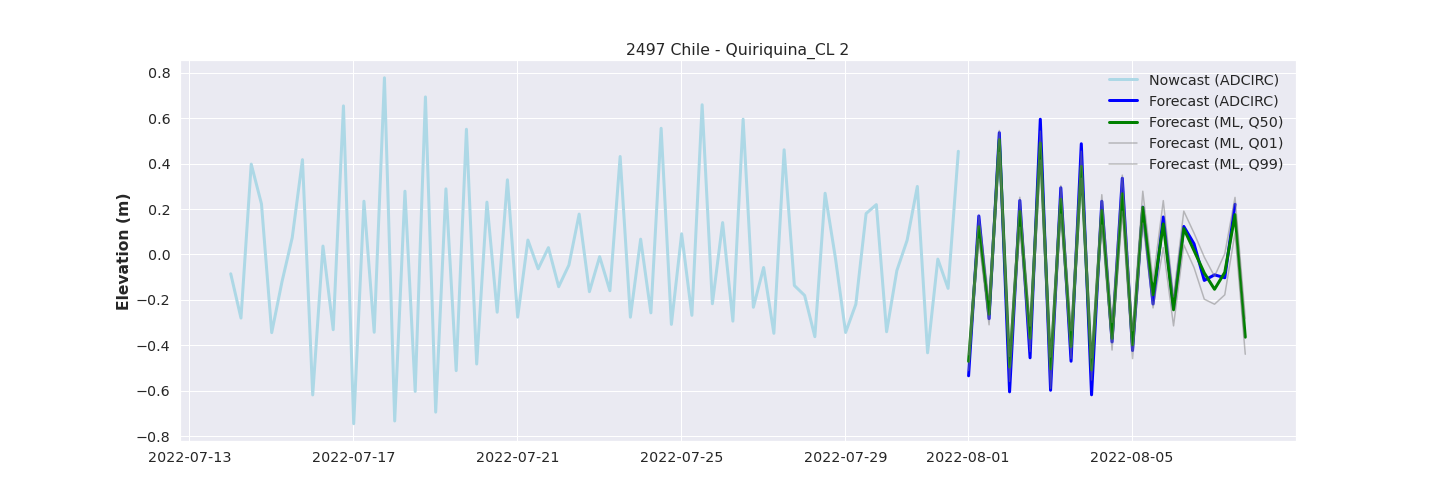 2497 Chile - Quiriquina_CL 2
Elevation (m)
0.8
0.6
0.4
0.2
0.0
−0.2
−0.4
−0.6
−0.8
2022-07-13
2022-07-17
2022-07-21
2022-07-25
2022-07-29
2022-08-01
2022-08-05
Nowcast (ADCIRC)
Forecast (ADCIRC)
Forecast (ML, Q50)
Forecast (ML, Q01)
Forecast (ML, Q99)